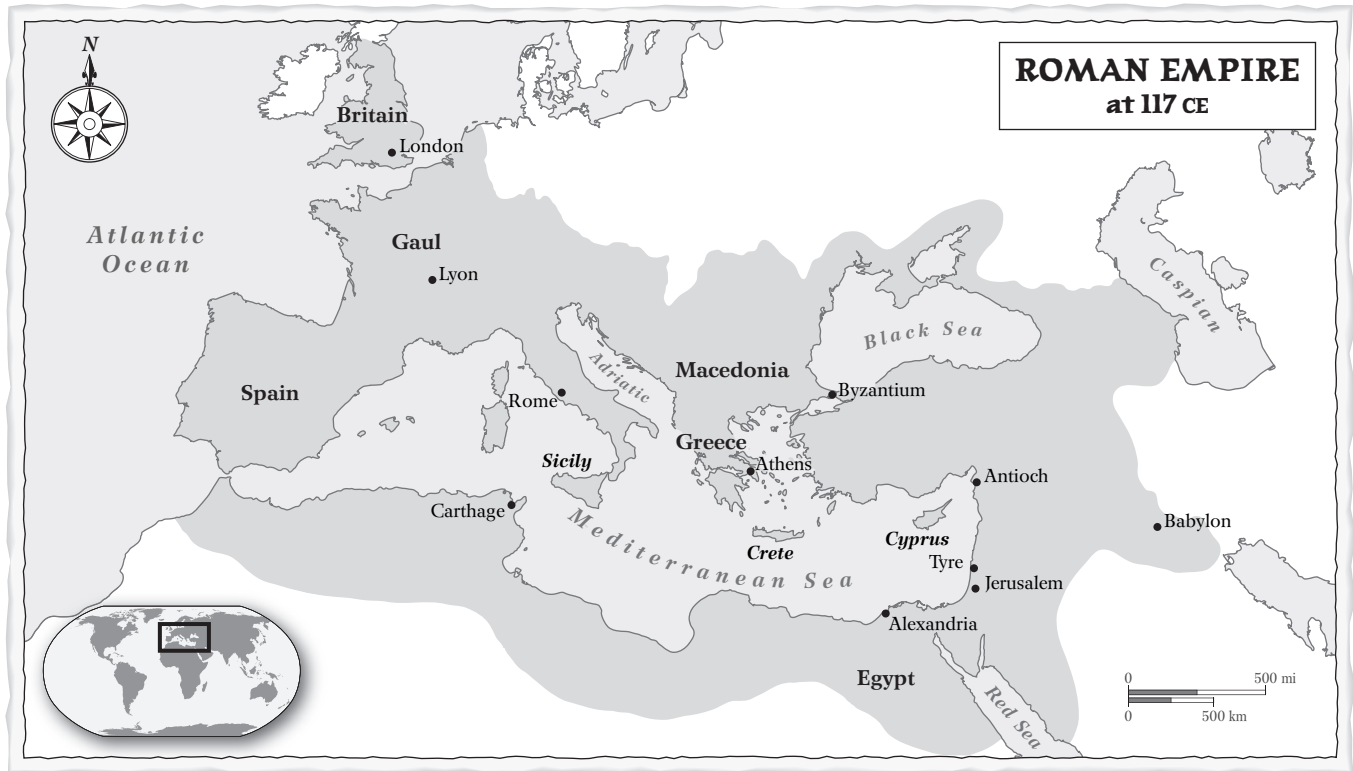 N
ROMAN EMPIRE
at 117 CE
Britain
London
Atlantic
Ocean
Gaul
Lyon
Caspian
Black Sea
Adriatic
Macedonia
Spain
Rome
Byzantium
Greece
Sicily
Athens
Antioch
Carthage
Mediterranean Sea
Crete
Cyprus
Babylon
Tyre
Jerusalem
Alexandria
Egypt
Red Sea
0 500 mi
0 500 km